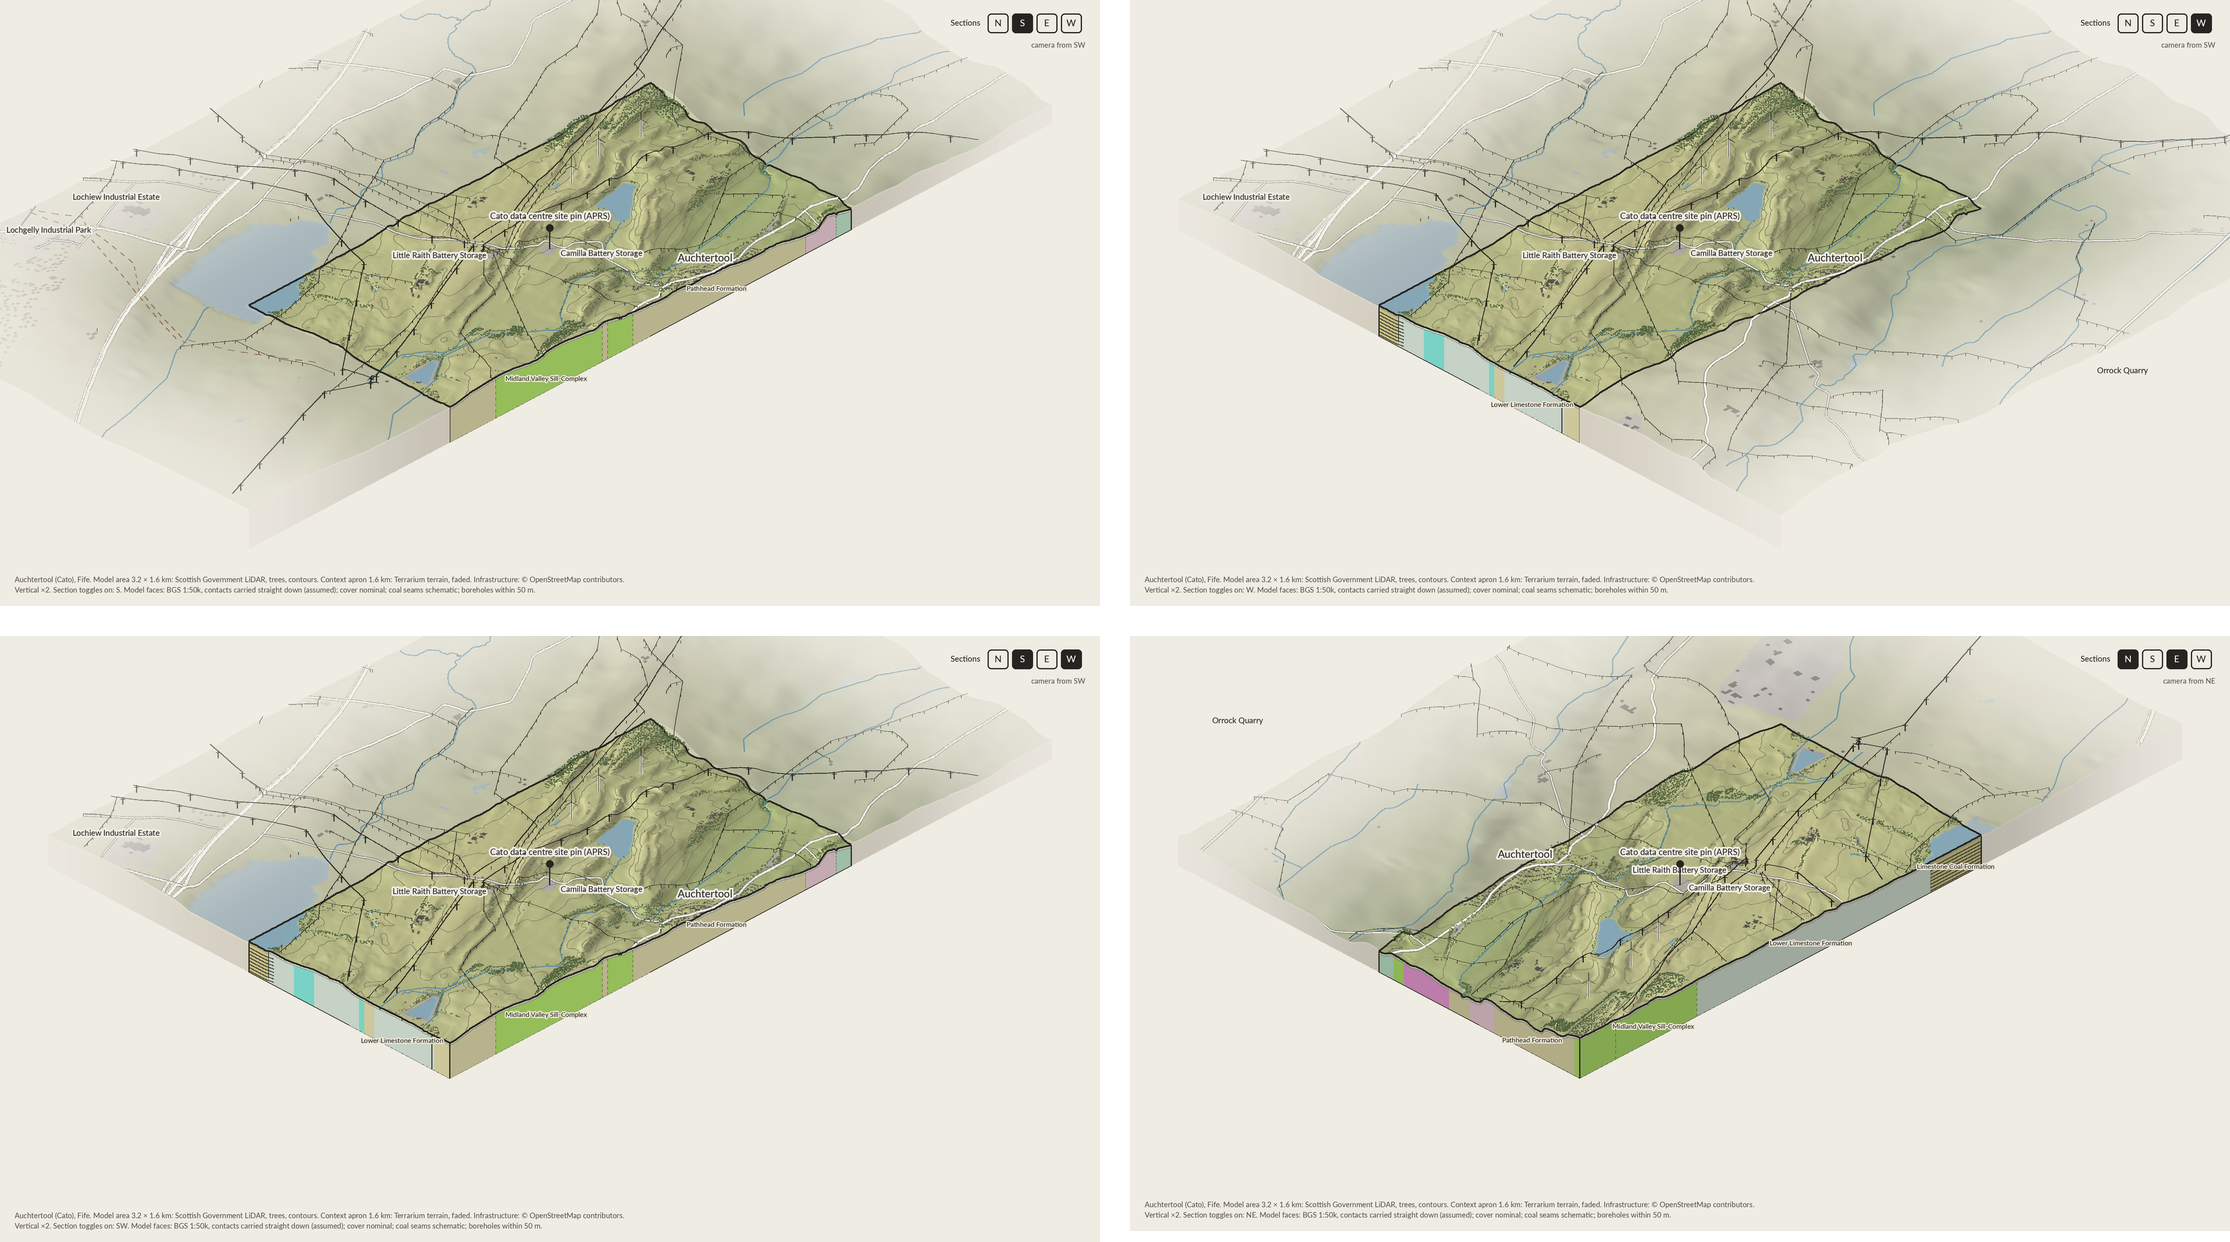 Sections N S E W
camera from SW
Lochiew Industrial Estate
Lochgelly Industrial Park
Cato data centre site pin (APRS)
Little Raith Battery Storage
Camilla Battery Storage
Auchtertool
Pathhead Formation
Midland Valley Sill-Complex
Auchtertool (Cato), Fife. Model area 3.2 × 1.6 km: Scottish Government LiDAR, trees, contours. Context apron 1.6 km: Terrarium terrain, faded. Infrastructure: © OpenStreetMap contributors.
Vertical ×2. Section toggles on: S. Model faces: BGS 1:50k, contacts carried straight down (assumed); cover nominal; coal seams schematic; boreholes within 50 m.
Sections N S E W
camera from SW
Lochiew Industrial Estate
Cato data centre site pin (APRS)
Little Raith Battery Storage
Camilla Battery Storage
Auchtertool
Orrock Quarry
Lower Limestone Formation
Auchtertool (Cato), Fife. Model area 3.2 × 1.6 km: Scottish Government LiDAR, trees, contours. Context apron 1.6 km: Terrarium terrain, faded. Infrastructure: © OpenStreetMap contributors.
Vertical ×2. Section toggles on: W. Model faces: BGS 1:50k, contacts carried straight down (assumed); cover nominal; coal seams schematic; boreholes within 50 m.
Sections N S E W
camera from SW
Lochiew Industrial Estate
Cato data centre site pin (APRS)
Little Raith Battery Storage
Camilla Battery Storage
Auchtertool
Pathhead Formation
Midland Valley Sill-Complex
Lower Limestone Formation
Auchtertool (Cato), Fife. Model area 3.2 × 1.6 km: Scottish Government LiDAR, trees, contours. Context apron 1.6 km: Terrarium terrain, faded. Infrastructure: © OpenStreetMap contributors.
Vertical ×2. Section toggles on: SW. Model faces: BGS 1:50k, contacts carried straight down (assumed); cover nominal; coal seams schematic; boreholes within 50 m.
Sections N S E W
camera from NE
Orrock Quarry
Auchtertool
Cato data centre site pin (APRS)
Little Raith Battery Storage
Camilla Battery Storage
Limestone Coal Formation
Lower Limestone Formation
Midland Valley Sill-Complex
Pathhead Formation
Auchtertool (Cato), Fife. Model area 3.2 × 1.6 km: Scottish Government LiDAR, trees, contours. Context apron 1.6 km: Terrarium terrain, faded. Infrastructure: © OpenStreetMap contributors.
Vertical ×2. Section toggles on: NE. Model faces: BGS 1:50k, contacts carried straight down (assumed); cover nominal; coal seams schematic; boreholes within 50 m.